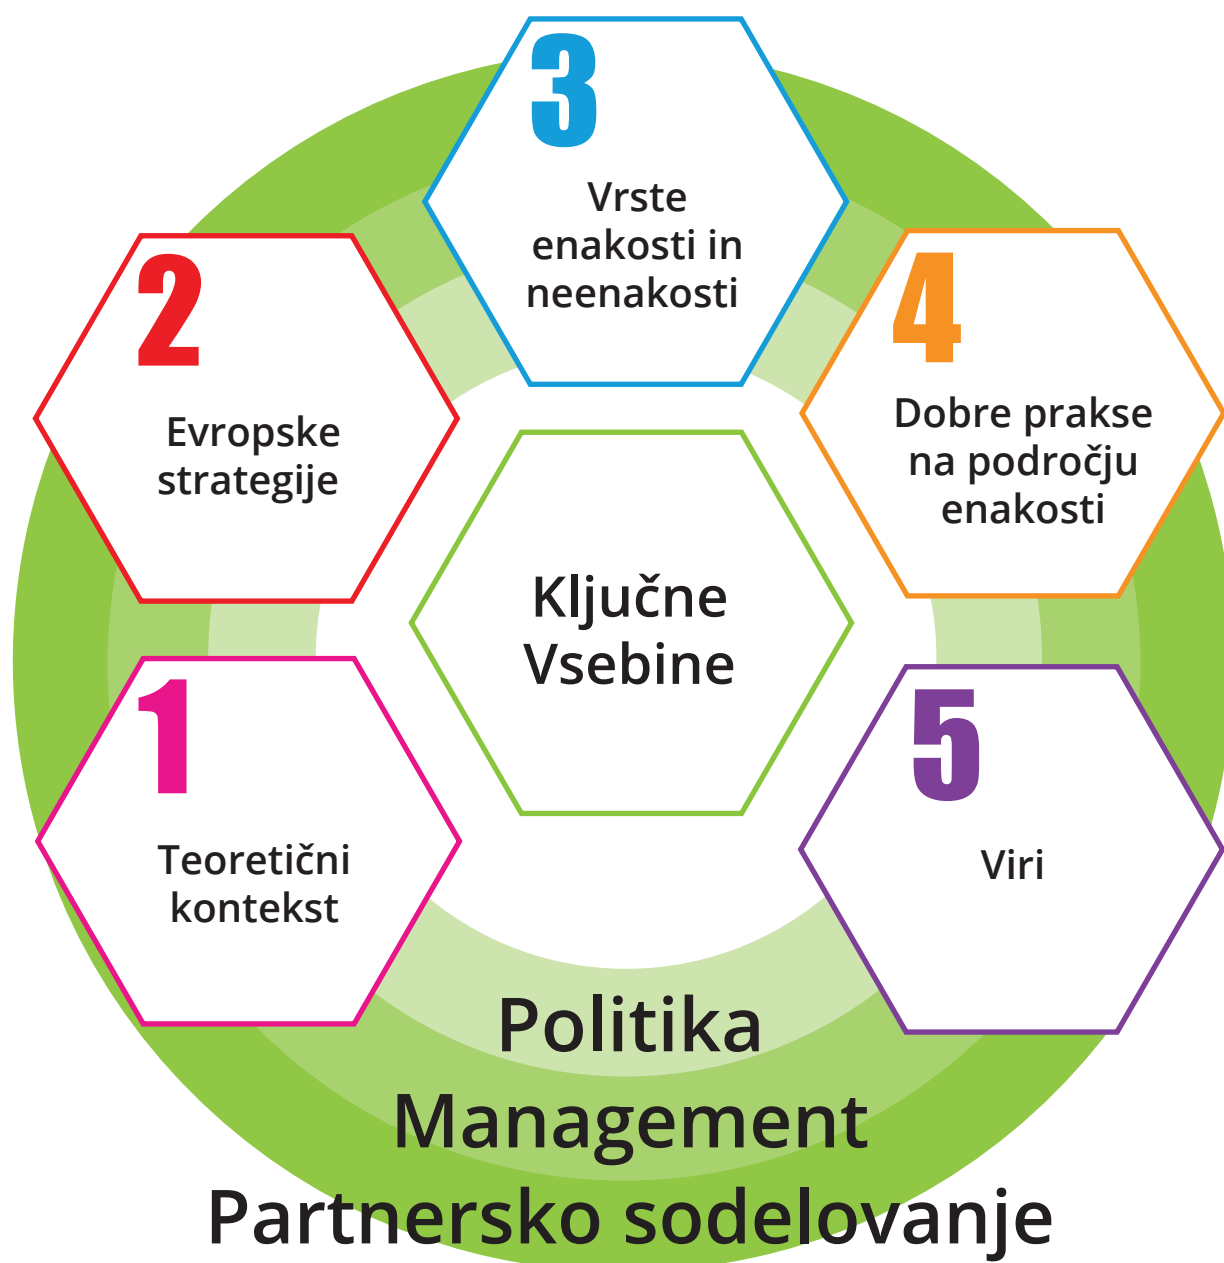 3
Vrste
enakosti in
neenakosti
2
Evropske
strategije
4
Dobre prakse
na področju
enakosti
Ključne
Vsebine
1
Teoretični
kontekst
5
Viri
Politika
Management
Partnersko sodelovanje